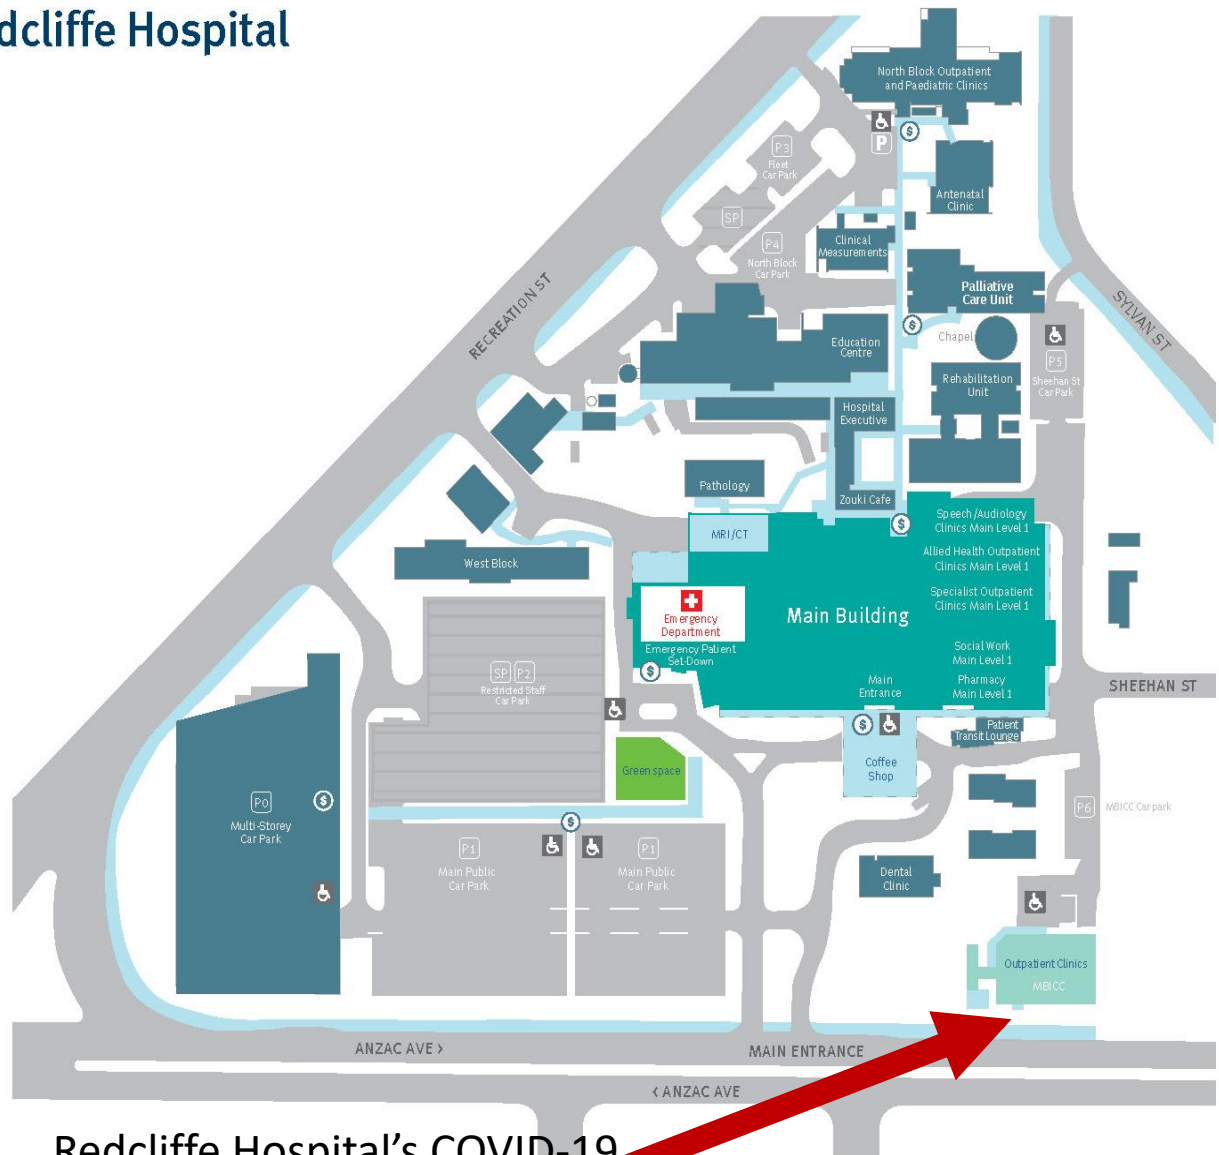 dcliffe Hospital
North Block Outpatient
and Paediatric Clinics
P
$
P3
Fleet
Car Park
SP
Antenatal
Clinic
P4
North Block
Car Park
Clinical
Measurements
Palliative
Care Unit
RECREATION ST
SYLVAN ST
$
Chapel
Education
Centre
P5
Sheehan St
Car Park
Rehabilitation
Unit
Hospital
Executive
Pathology
Zouki Cafe
$
MRI/CT
Speech/Audiology
Clinics Main Level 1
Allied Health Outpatient
Clinics Main Level 1
Specialist Outpatient
Clinics Main Level 1
West Block
Emergency
Department
Emergency Patient
Set-Down
$
Main Building
Social Work
Main Level 1
Main
Entrance
Pharmacy
Main Level 1
SHEEHAN ST
SP P2
Restricted Staff
Car Park
$
Patient
Transit Lounge
Green space
Coffee
Shop
P0
$
Multi-Storey
Car Park
$
P6
MBICC Car park
P1
Main Public
Car Park
P1
Main Public
Car Park
Dental
Clinic
Outpatient Clinics
MBICC
ANZAC AVE >
MAIN ENTRANCE
< ANZAC AVE
Redcliffe Hospital's COVID-19